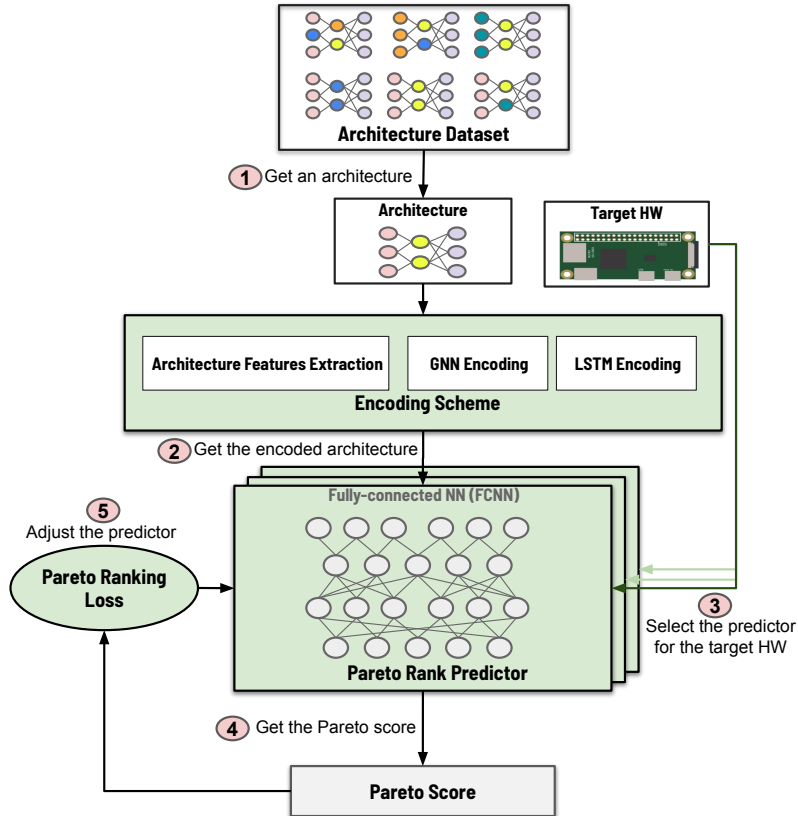 Architecture Dataset
1 Get an architecture
Architecture
Target HW
Architecture Features Extraction
GNN Encoding
LSTM Encoding
Encoding Scheme
2 Get the encoded architecture
Fully-connected NN (FCNN)
5
Adjust the predictor
Pareto Ranking
Loss
3
Select the predictor
for the target HW
Pareto Rank Predictor
4 Get the Pareto score
Pareto Score